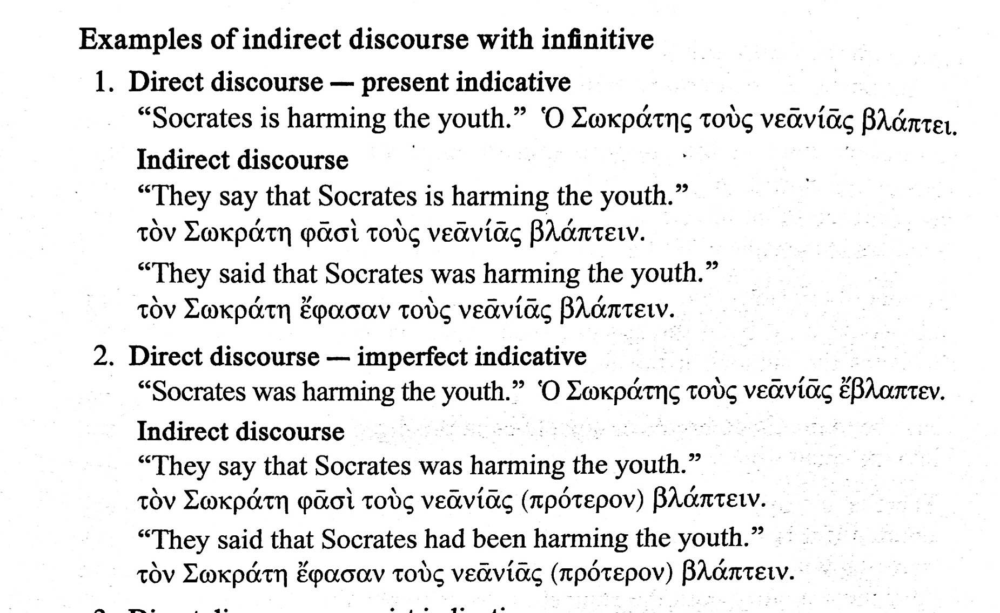 Examples of indirect discourse with infinitive
1. Direct discourse — present indicative
“Socrates is harming the youth.” Ὁ Σωκράτης τοὺς νεᾱνίᾱς βλάπτει.
Indirect discourse
“They say that Socrates is harming the youth.”
τὸν Σωκράτη φᾱσὶ τοὺς νεᾱνίᾱς βλάπτειν.
“They said that Socrates was harming the youth.”
τὸν Σωκράτη ἔφασαν τοὺς νεᾱνίᾱς βλάπτειν.
2. Direct discourse — imperfect indicative
“Socrates was harming the youth.” Ὁ Σωκράτης τοὺς νεᾱνίᾱς ἔβλαπτεν.
Indirect discourse
“They say that Socrates was harming the youth.”
τὸν Σωκράτη φᾱσὶ τοὺς νεᾱνίᾱς (πρότερον) βλάπτειν.
“They said that Socrates had been harming the youth.”
τὸν Σωκράτη ἔφασαν τοὺς νεᾱνίᾱς (πρότερον) βλάπτειν.